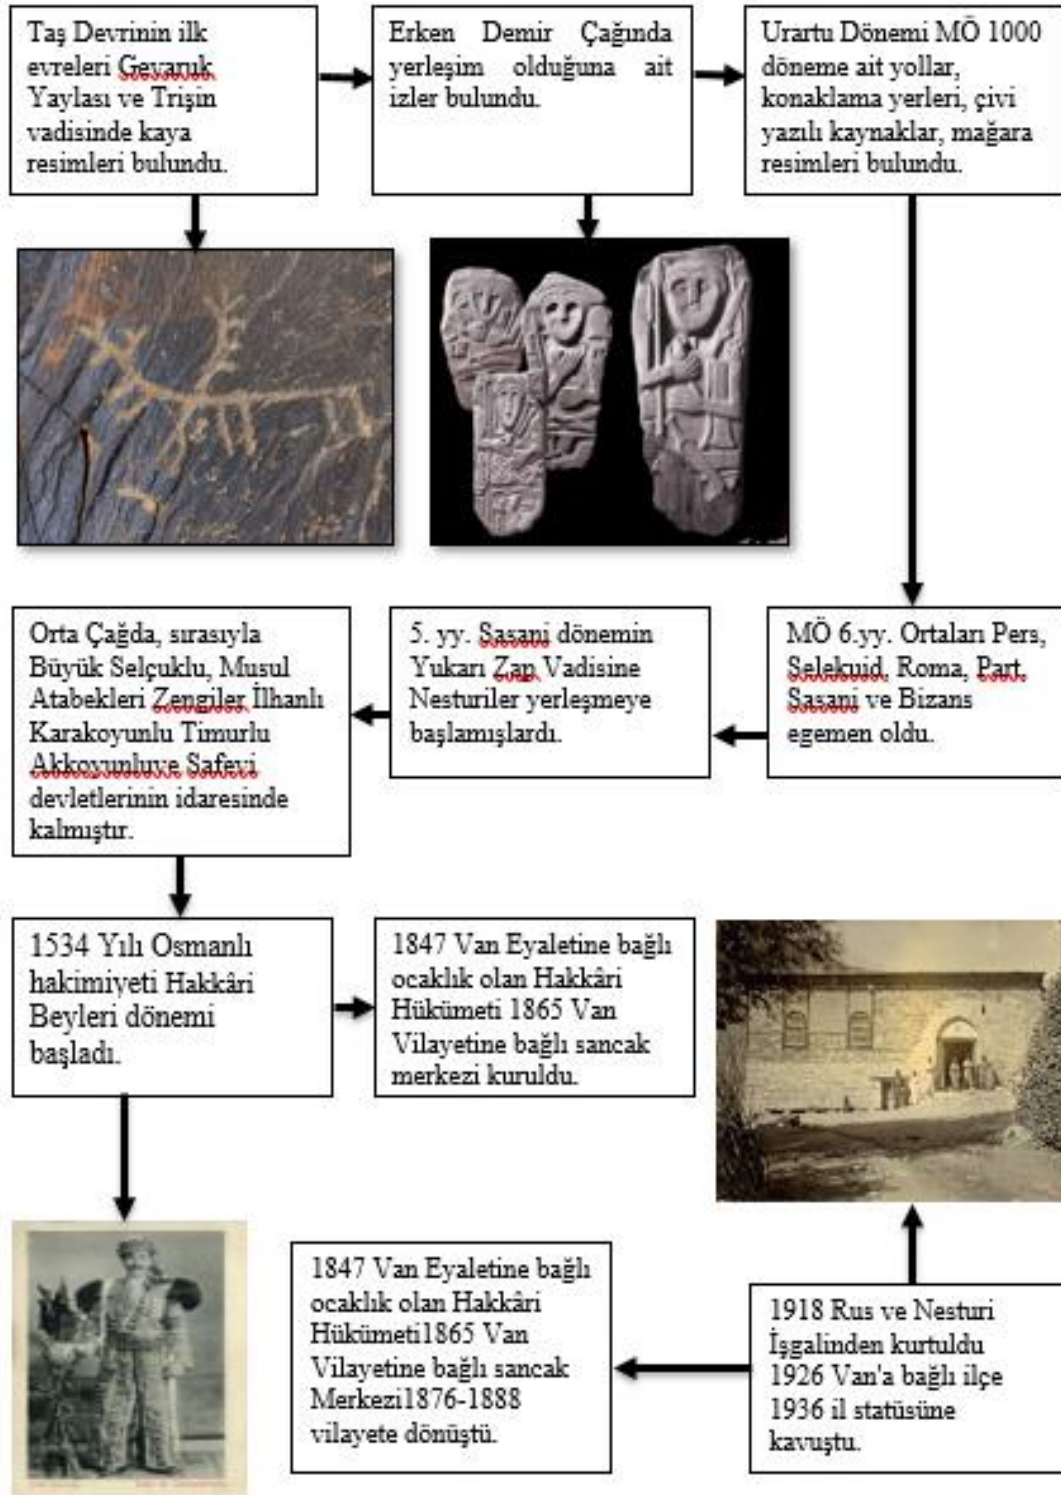 Taş Devrinin ilk
evreleri Gevaruk
Yaylası ve Trişin
vadisinde kaya
resimleri bulundu.
Erken Demir Çağında
yerleşim olduğuna ait
izler bulundu.
Urartu Dönemi MÖ 1000
döneme ait yollar,
konaklama yerleri, çivi
yazılı kaynaklar, mağara
resimleri bulundu.
MÖ 6.yy. Ortaları Pers,
Selekuid, Roma, Part,
Sasani ve Bizans
egemen oldu.
5. yy. Sasani dönemin
Yukarı Zap Vadisine
Nesturiler yerleşmeye
başlamışlardı.
Orta Çağda, sırasıyla
Büyük Selçuklu, Musul
Atabekleri Zengiler İlhanlı
Karakoyunlu Timurlu
Akkoyunluve Safevi
devletlerinin idaresinde
kalmıştır.
1534 Yılı Osmanlı
hakimiyeti Hakkâri
Beyleri dönemi
başladı.
1847 Van Eyaletine bağlı
ocaklık olan Hakkâri
Hükümeti 1865 Van
Vilayetine bağlı sancak
merkezi kuruldu.
1847 Van Eyaletine bağlı
ocaklık olan Hakkâri
Hükümeti1865 Van
Vilayetine bağlı sancak
Merkezi1876-1888
vilayete dönüştü.
1918 Rus ve Nesturi
İşgalinden kurtuldu
1926 Van'a bağlı ilçe
1936 il statüsüne
kavuştu.